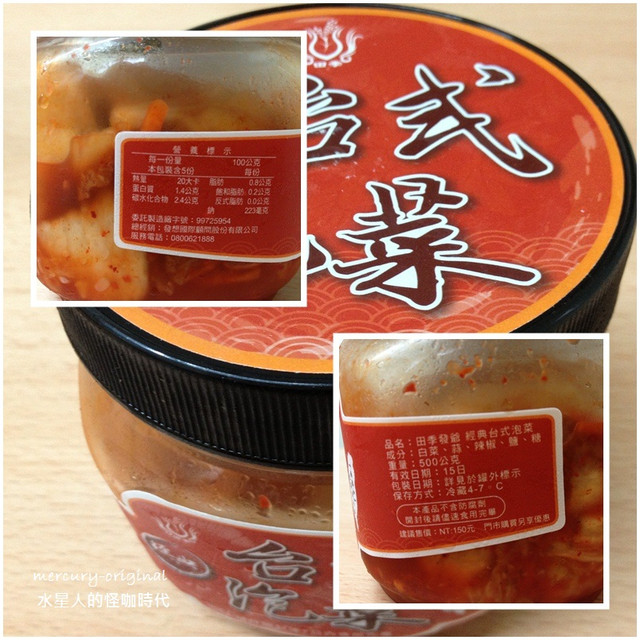 田季
台式
泡菜
營養標示
每一份量 100公克
本包裝含5份 每份
熱量 20大卡 脂肪 0.8公克
蛋白質 1.4公克 飽和脂肪: 0.2公克
碳水化合物 2.4公克 反式脂肪 0.0公克
鈉 223毫克
委託製造縮字號：99725954
總經銷：發想國際顧問股份有限公司
服務電話：0800621888
品名：田季發爺 經典台式泡菜
成分：白菜、蒜、辣椒、鹽、糖
重量：500公克
有效日期：15日
包裝日期：詳見於罐外標示
保存方式：冷藏4-7。C
本產品不含防腐劑
開封後請儘速食用完畢
建議售價：NT:150元 門市購買另享優惠
台式
泡菜
mercury-original
水星人的怪咖時代